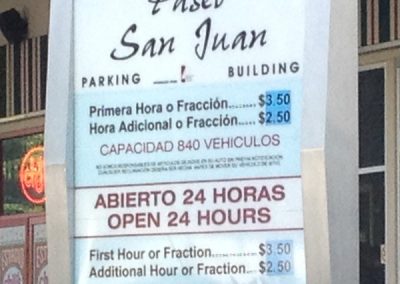 Paseo
San Juan
PARKING BUILDING
Primera Hora o Fracción........ $3.50
Hora Adicional o Fracción..... $2.50
CAPACIDAD 840 VEHICULOS
ABIERTO 24 HORAS
OPEN 24 HOURS
First Hour or Fraction........... $3.50
Additional Hour or Fraction.... $2.50